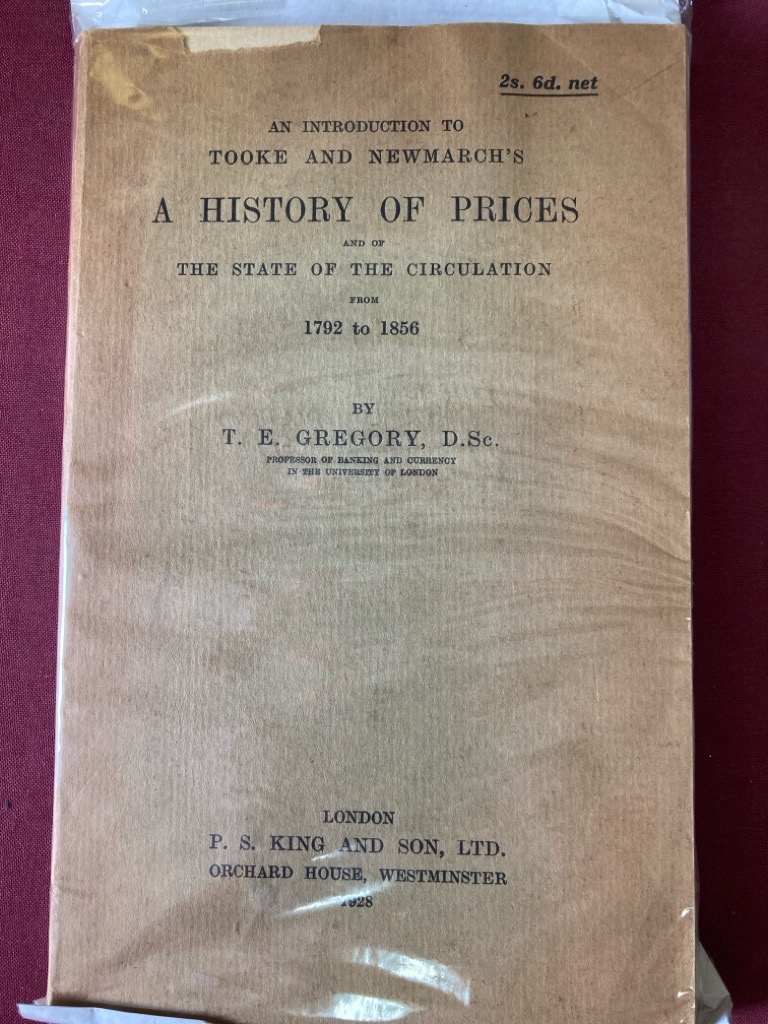 2s. 6d. net
AN INTRODUCTION TO
TOOKE AND NEWMARCH'S
A HISTORY OF PRICES
AND OF
THE STATE OF THE CIRCULATION
FROM
1792 to 1856
BY
T. E. GREGORY, D.Sc.
PROFESSOR OF BANKING AND CURRENCY
IN THE UNIVERSITY OF LONDON
LONDON
P. S. KING AND SON, LTD.
ORCHARD HOUSE, WESTMINSTER
1928